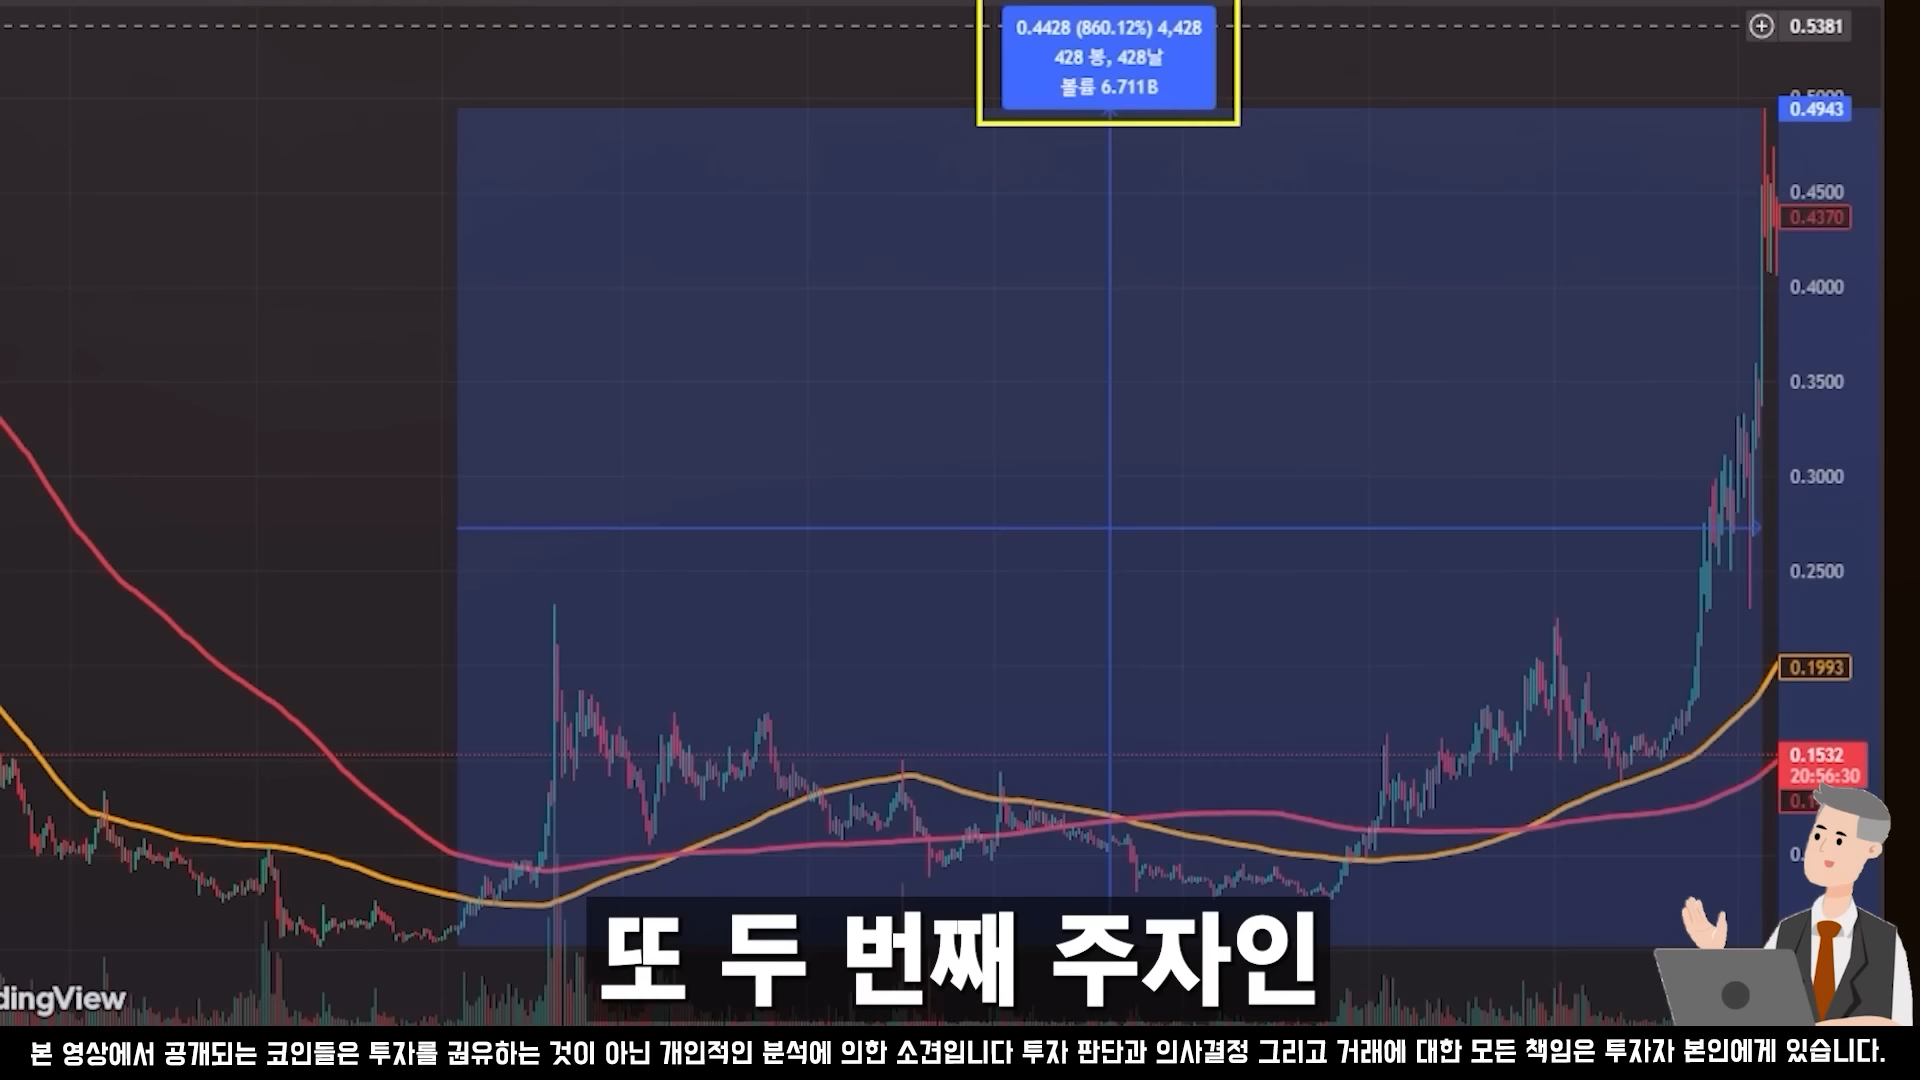 0.4428 (860.12%) 4,428
428 봉, 428날
볼륨 6.711B
0.5381
0.4943
0.4500
0.4370
0.4000
0.3500
0.3000
0.2500
0.1993
0.1532
20:56:30
또 두 번째 주자인
dingView
본 영상에서 공개되는 코인들은 투자를 권유하는 것이 아닌 개인적인 분석에 의한 소견입니다 투자 판단과 의사결정 그리고 거래에 대한 모든 책임은 투자자 본인에게 있습니다.